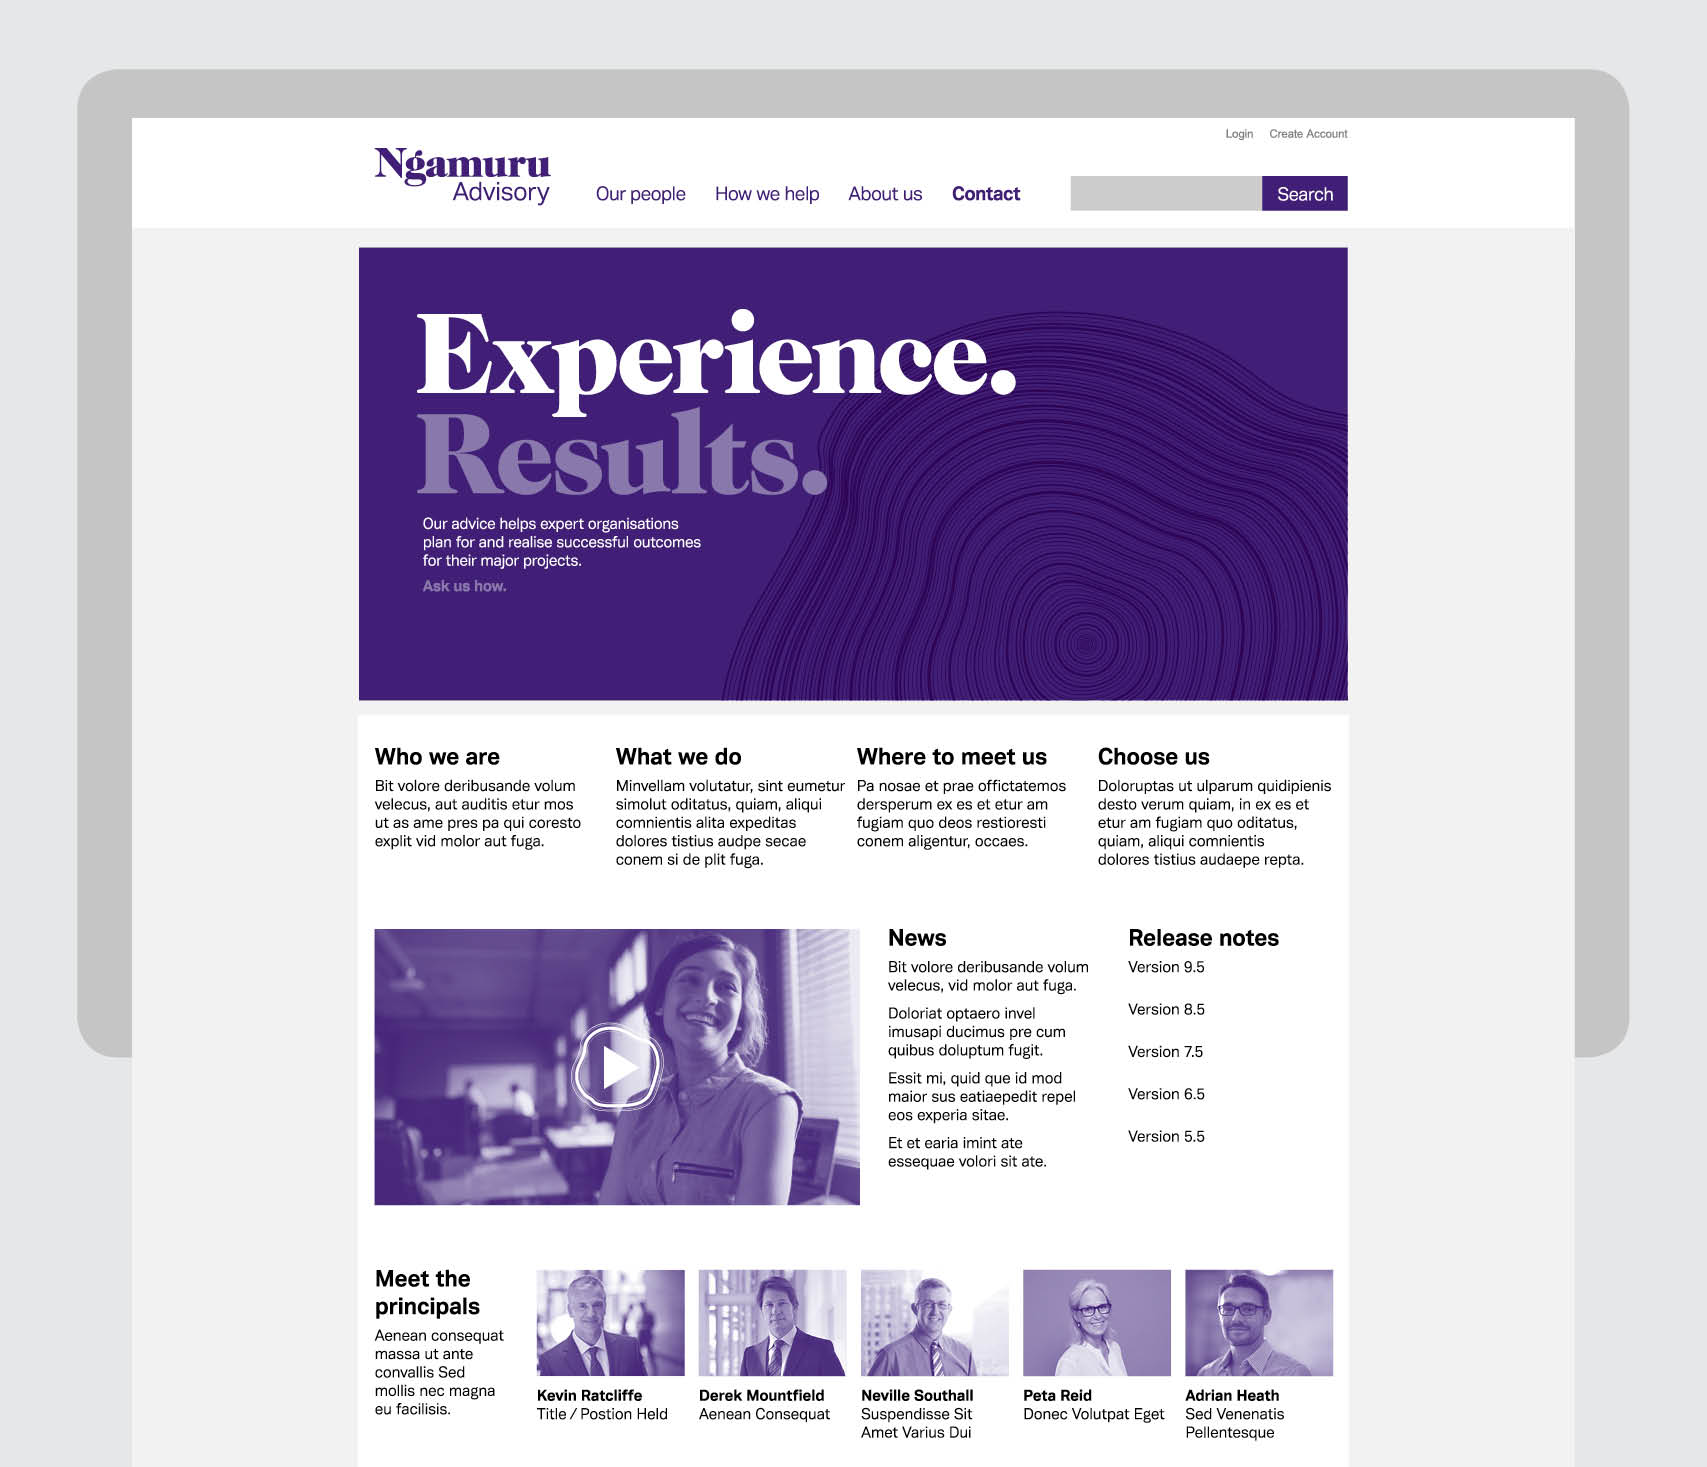 Login Create Account
Ngamuru
Advisory
Our people How we help About us Contact
Search
Experience.
Results.
Our advice helps expert organisations
plan for and realise successful outcomes
for their major projects.
Ask us how.
Who we are
Bit volore deribusande volum
velecus, aut auditis etur mos
ut as ame pres pa qui coresto
explit vid molor aut fuga.
What we do
Minvellam volutatur, sint eumetur
simolut oditatus, quiam, aliqui
comnientis alita expeditas
dolores tistius audpe secae
conem si de plit fuga.
Where to meet us
Pa nosae et prae offictatemos
dersperum ex es et etur am
fugiam quo deos restioresti
conem aligentur, occaes.
Choose us
Doloruptas ut ulparum quidipienis
desto verum quiam, in ex es et
etur am fugiam quo oditatus,
quiam, aliqui comnientis
dolores tistius audaepe repta.
News
Bit volore deribusande volum
velecus, vid molor aut fuga.
Doloriat optaero invel
imusapi ducimus pre cum
quibus doluptum fugit.
Essit mi, quid que id mod
maior sus eatiaepedit repel
eos experia sitae.
Et et earia imint ate
essequae volori sit ate.
Release notes
Version 9.5
Version 8.5
Version 7.5
Version 6.5
Version 5.5
Meet the
principals
Aenean consequat
massa ut ante
convallis Sed
mollis nec magna
eu facilisis.
Kevin Ratcliffe
Title / Postion Held
Derek Mountfield
Aenean Consequat
Neville Southall
Suspendisse Sit
Amet Varius Dui
Peta Reid
Donec Volutpat Eget
Adrian Heath
Sed Venenatis
Pellentesque